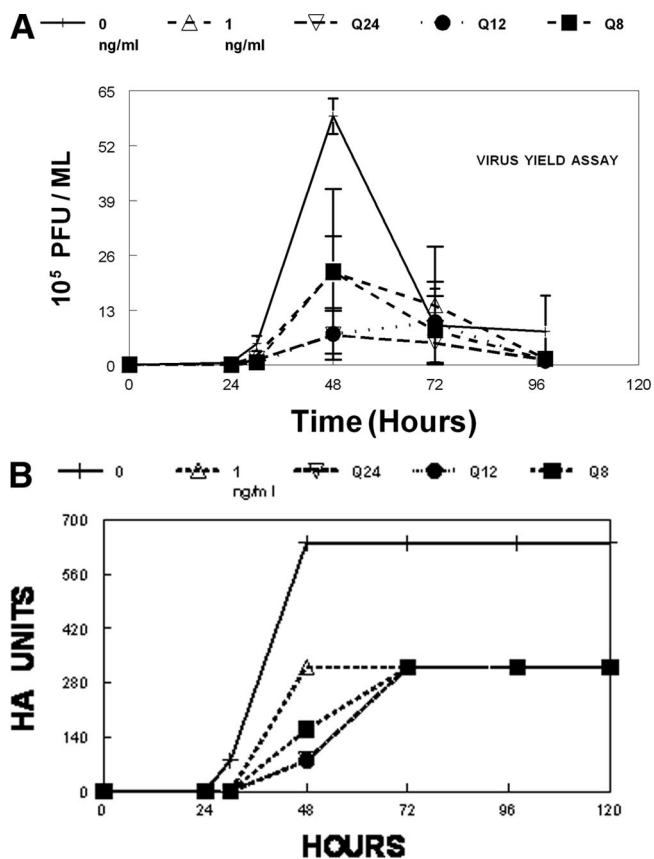 A
0 1 Q24 Q12 Q8
ng/ml ng/ml
65
52
39
26
13
0
10⁵ PFU / ML
VIRUS YIELD ASSAY
0 24 48 72 96 120
Time (Hours)
B
0 1 Q24 Q12 Q8
ng/ml
700
560
420
280
140
0
HA UNITS
0 24 48 72 96 120
HOURS